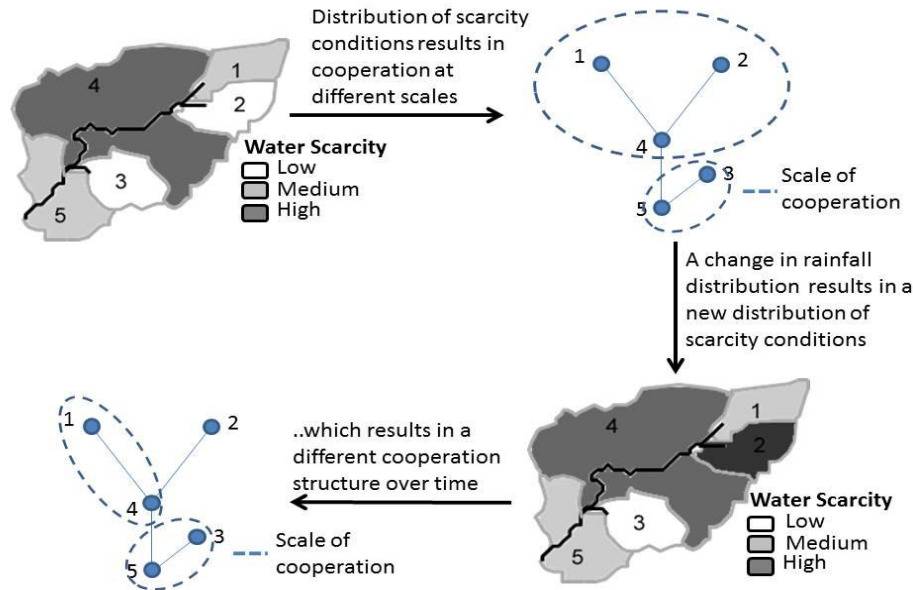 Distribution of scarcity
conditions results in
cooperation at
different scales
4
1
2
3
5
Water Scarcity
Low
Medium
High
1
2
4
3
5
Scale of
cooperation
A change in rainfall
distribution results in a
new distribution of
scarcity conditions
4
1
2
3
5
Water Scarcity
Low
Medium
High
..which results in a
different cooperation
structure over time
1
2
4
3
5
Scale of
cooperation